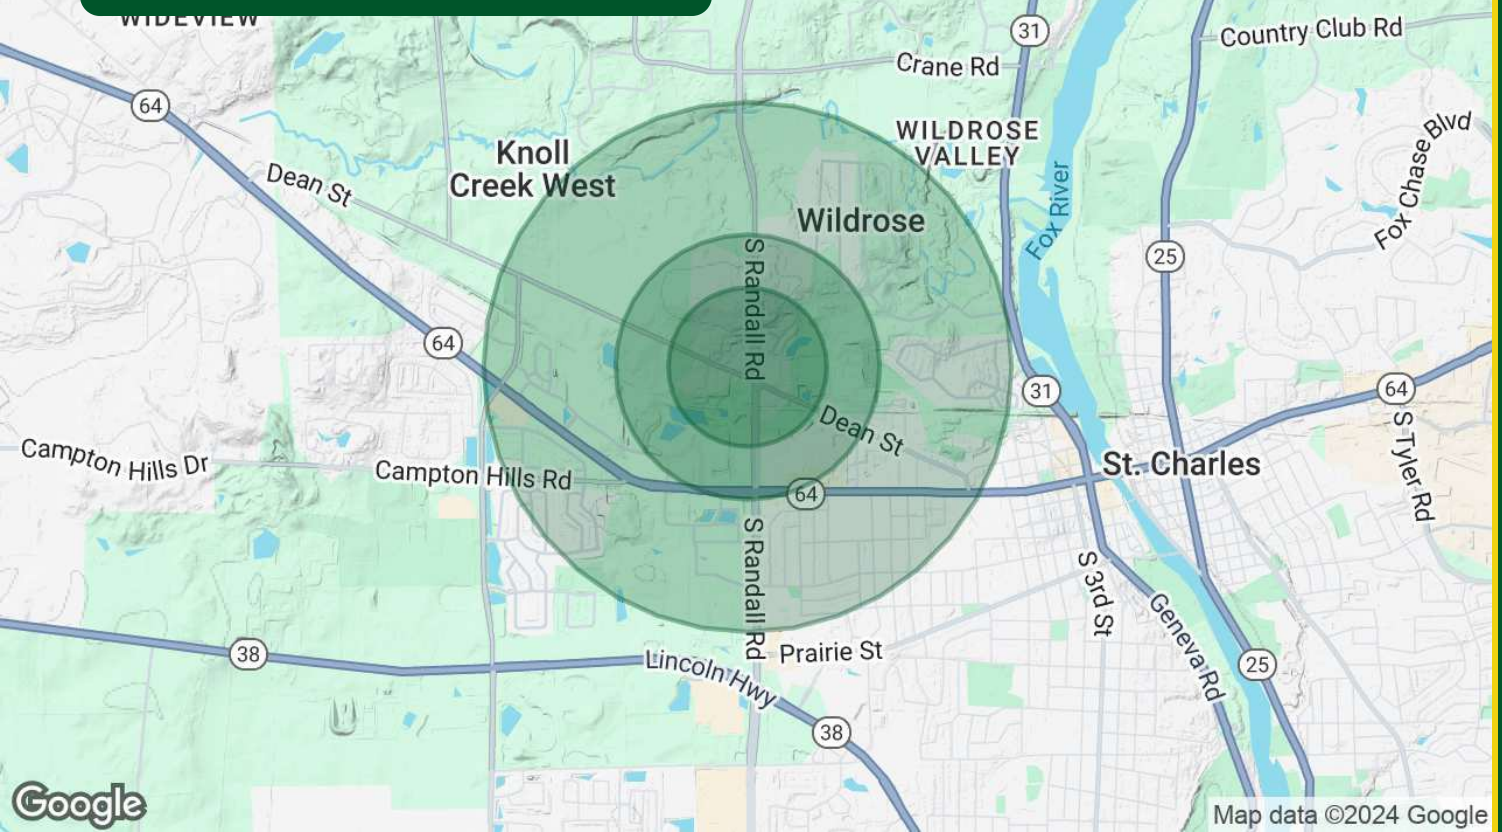 WIDEVIEW
31
Country Club Rd
Crane Rd
64
WILDROSE
VALLEY
Fox Chase Blvd
Knoll
Creek West
Dean St
Wildrose
Fox River
S Randall Rd
25
64
31
64
Dean St
S Tyler Rd
Campton Hills Dr
Campton Hills Rd
St. Charles
64
S Randall Rd
S 3rd St
Geneva Rd
Prairie St
38
Lincoln Hwy
25
38
Google
Map data ©2024 Google